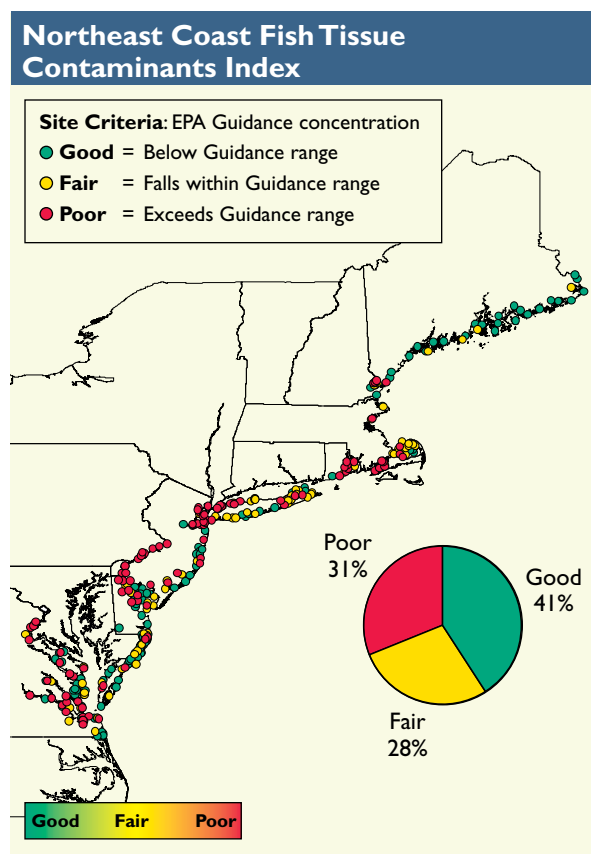 Northeast Coast Fish Tissue
Contaminants Index
Site Criteria: EPA Guidance concentration
Good = Below Guidance range
Fair = Falls within Guidance range
Poor = Exceeds Guidance range
Poor
31%
Good
41%
Fair
28%
Good Fair Poor